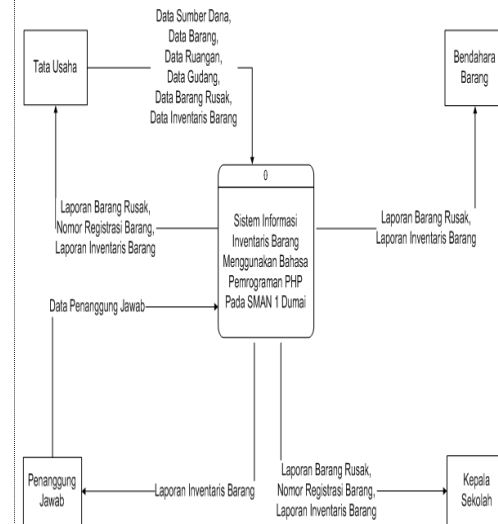 Data Sumber Dana,
Data Barang,
Data Ruangan,
Data Gudang,
Data Barang Rusak,
Data Inventaris Barang
Tata Usaha
Bendahara
Barang
0
Sistem Informasi
Inventaris Barang
Menggunakan Bahasa
Pemrograman PHP
Pada SMAN 1 Dumai
Laporan Barang Rusak,
Nomor Registrasi Barang,
Laporan Inventaris Barang
Laporan Barang Rusak,
Laporan Inventaris Barang
Data Penanggung Jawab
Penanggung
Jawab
Laporan Inventaris Barang
Laporan Barang Rusak,
Nomor Registrasi Barang,
Laporan Inventaris Barang
Kepala
Sekolah